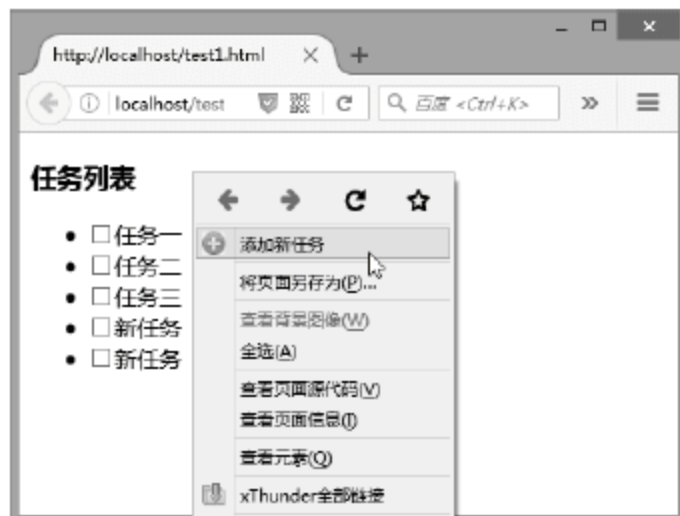 http://localhost/test1.html
localhost/test
百度 <Ctrl+K>
任务列表
任务一
任务二
任务三
新任务
新任务
添加新任务
将页面另存为(P)...
查看背景图像(W)
全选(A)
查看页面源代码(V)
查看页面信息(I)
查看元素(Q)
xThunder全部链接